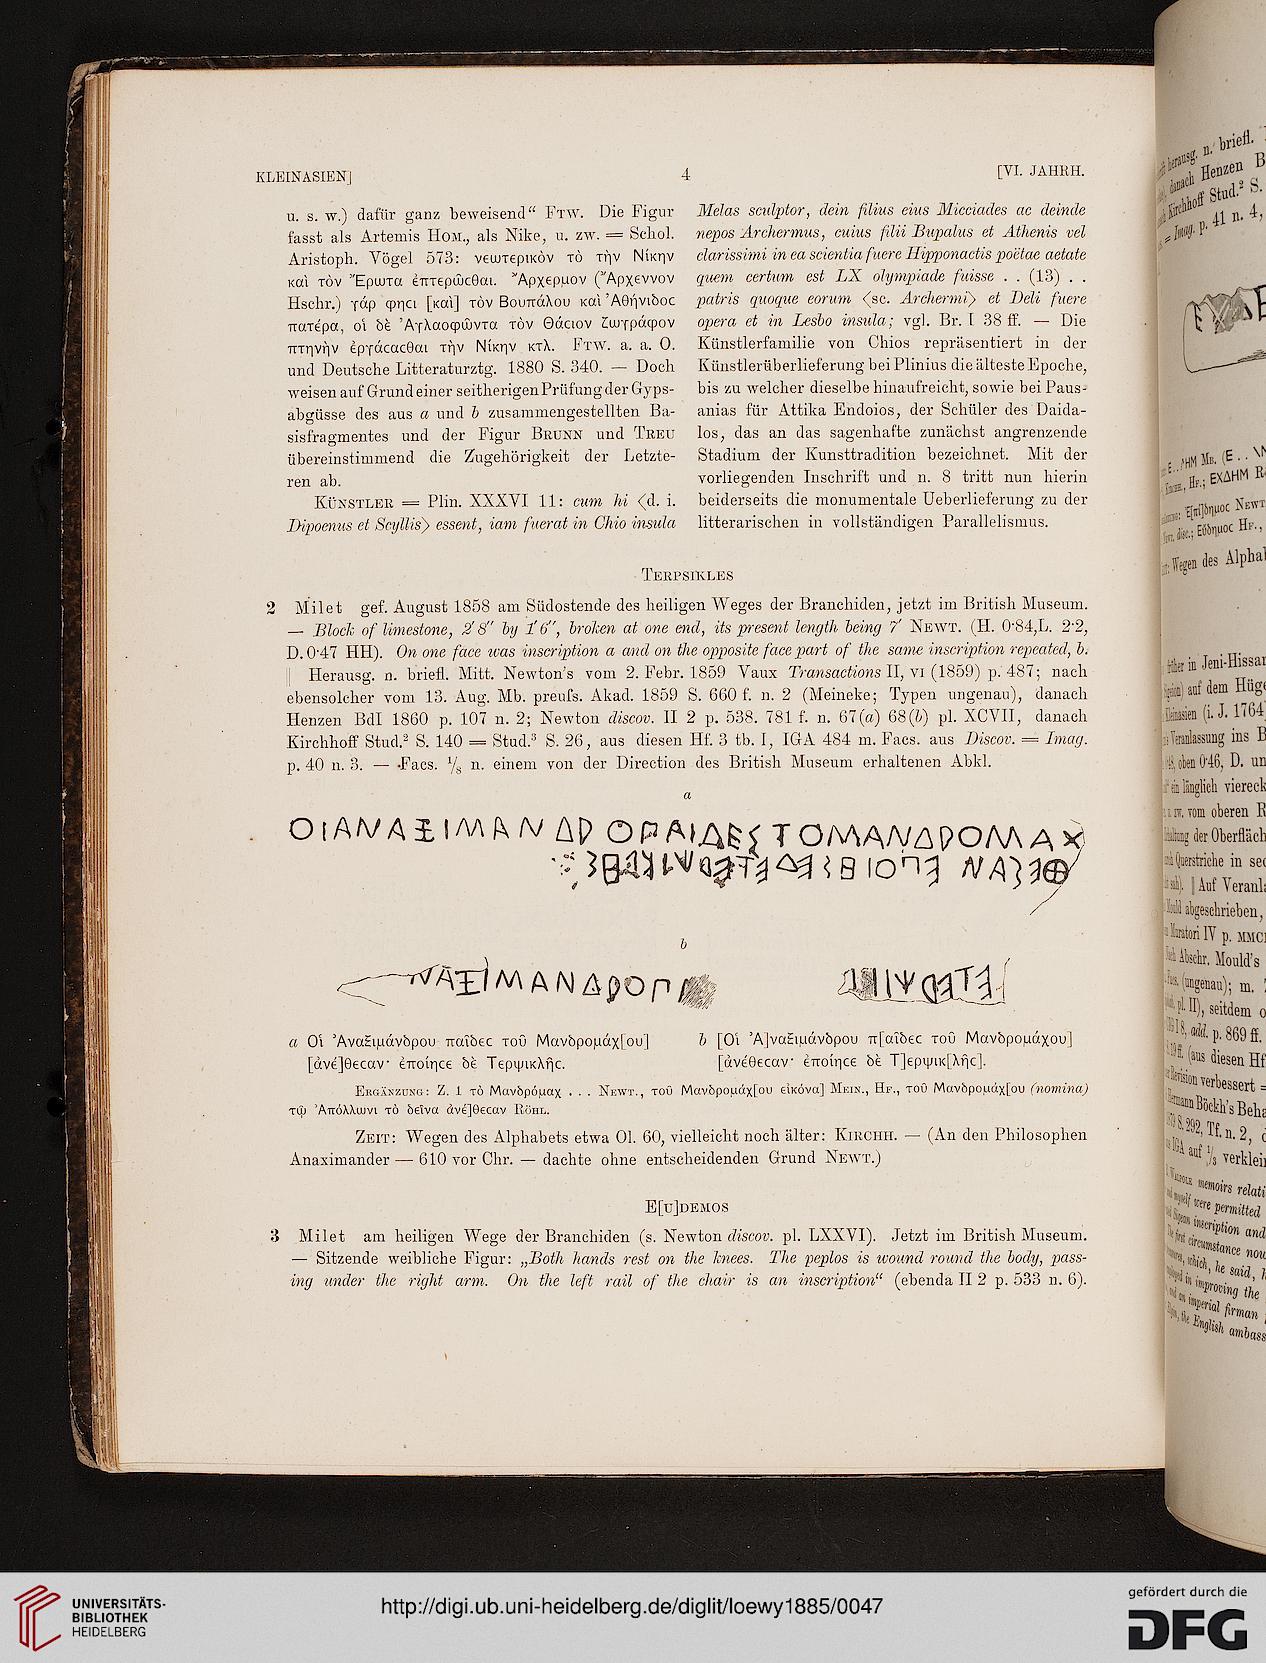 KLEINASIEN]
4
[VI. JAHRH.
u. s. w.) dafür ganz beweisend“ FTW. Die Figur
fasst als Artemis HOM., als Nike, u. zw. = Schol.
Aristoph. Vögel 573: νεωτερικὸν τὸ τὴν Νίκην
καὶ τὸν Ἔρωτα ἐπτερῶϲθαι. Ἄρχερμον (Ἄρχεννον
Hschr.) γάρ φηϲι [καὶ] τὸν Βουπάλου καὶ Ἀθήνιδοϲ
πατέρα, οἱ δὲ Ἀγλαοφῶντα τὸν Θάϲιον ζωγράφον
πτηνὴν ἐργάϲαϲθαι τὴν Νίκην κτλ. FTW. a. a. O.
und Deutsche Litteraturztg. 1880 S. 340. — Doch
weisen auf Grund einer seitherigen Prüfung der Gyps-
abgüsse des aus a und b zusammengestellten Ba-
sisfragmentes und der Figur BRUNN und TREU
übereinstimmend die Zugehörigkeit der Letzte-
ren ab.
KÜNSTLER = Plin. XXXVI 11: cum hi <d. i.
Dipoenus et Scyllis> essent, iam fuerat in Chio insula
Melas sculptor, dein filius eius Micciades ac deinde
nepos Archermus, cuius filii Bupalus et Athenis vel
clarissimi in ea scientia fuere Hipponactis poëtae aetate
quem certum est LX olympiade fuisse . . (13) . .
patris quoque eorum <sc. Archermi> et Deli fuere
opera et in Lesbo insula; vgl. Br. I 38 ff. — Die
Künstlerfamilie von Chios repräsentiert in der
Künstlerüberlieferung bei Plinius die älteste Epoche,
bis zu welcher dieselbe hinaufreicht, sowie bei Paus-
anias für Attika Endoios, der Schüler des Daida-
los, das an das sagenhafte zunächst angrenzende
Stadium der Kunsttradition bezeichnet. Mit der
vorliegenden Inschrift und n. 8 tritt nun hierin
beiderseits die monumentale Ueberlieferung zu der
litterarischen in vollständigen Parallelismus.
TERPSIKLES
2 Milet gef. August 1858 am Südostende des heiligen Weges der Branchiden, jetzt im British Museum.
— Block of limestone, 2′ 8″ by 1′ 6″, broken at one end, its present length being 7′ NEWT. (H. 0·84, L. 2·2,
D. 0·47 HH). On one face was inscription a and on the opposite face part of the same inscription repeated, b.
|| Herausg. n. briefl. Mitt. Newton's vom 2. Febr. 1859 Vaux Transactions II, VI (1859) p. 487; nach
ebensolcher vom 13. Aug. Mb. preufs. Akad. 1859 S. 660 f. n. 2 (Meineke; Typen ungenau), danach
Henzen BdI 1860 p. 107 n. 2; Newton discov. II 2 p. 538. 781 f. n. 67 (a) 68 (b) pl. XCVII, danach
Kirchhoff Stud.² S. 140 = Stud.³ S. 26, aus diesen Hf. 3 tb. I, IGA 484 m. Facs. aus Discov. = Imag.
p. 40 n. 3. — Facs. ⅛ n. einem von der Direction des British Museum erhaltenen Abkl.
a
b
a Οἱ Ἀναξιμάνδρου παῖδεϲ τοῦ Μανδρομάχ[ου]
[ἀνέ]θεϲαν· ἐποίηϲε δὲ Τερψικλῆϲ.
b [Οἱ Ἀ]ναξιμάνδρου π[αῖδεϲ τοῦ Μανδρομάχου]
[ἀνέθεϲαν· ἐποίηϲε δὲ Τ]ερψικ[λῆϲ].
ERGÄNZUNG: Z. 1 τὸ Μανδρόμαχ . . . NEWT., τοῦ Μανδρομάχ[ου εἰκόνα] MEIN., HF., τοῦ Μανδρομάχ[ου (nomina)
τῷ Ἀπόλλωνι τὸ δεῖνα ἀνέ]θεϲαν RÖHL.
ZEIT: Wegen des Alphabets etwa Ol. 60, vielleicht noch älter: KIRCHH. — (An den Philosophen
Anaximander — 610 vor Chr. — dachte ohne entscheidenden Grund NEWT.)
E[U]DEMOS
3 Milet am heiligen Wege der Branchiden (s. Newton discov. pl. LXXVI). Jetzt im British Museum.
— Sitzende weibliche Figur: „Both hands rest on the knees. The peplos is wound round the body, pass-
ing under the right arm. On the left rail of the chair is an inscription“ (ebenda II 2 p. 533 n. 6).
UNIVERSITÄTS-
BIBLIOTHEK
HEIDELBERG
http://digi.ub.uni-heidelberg.de/diglit/loewy1885/0047
gefördert durch die
DFG